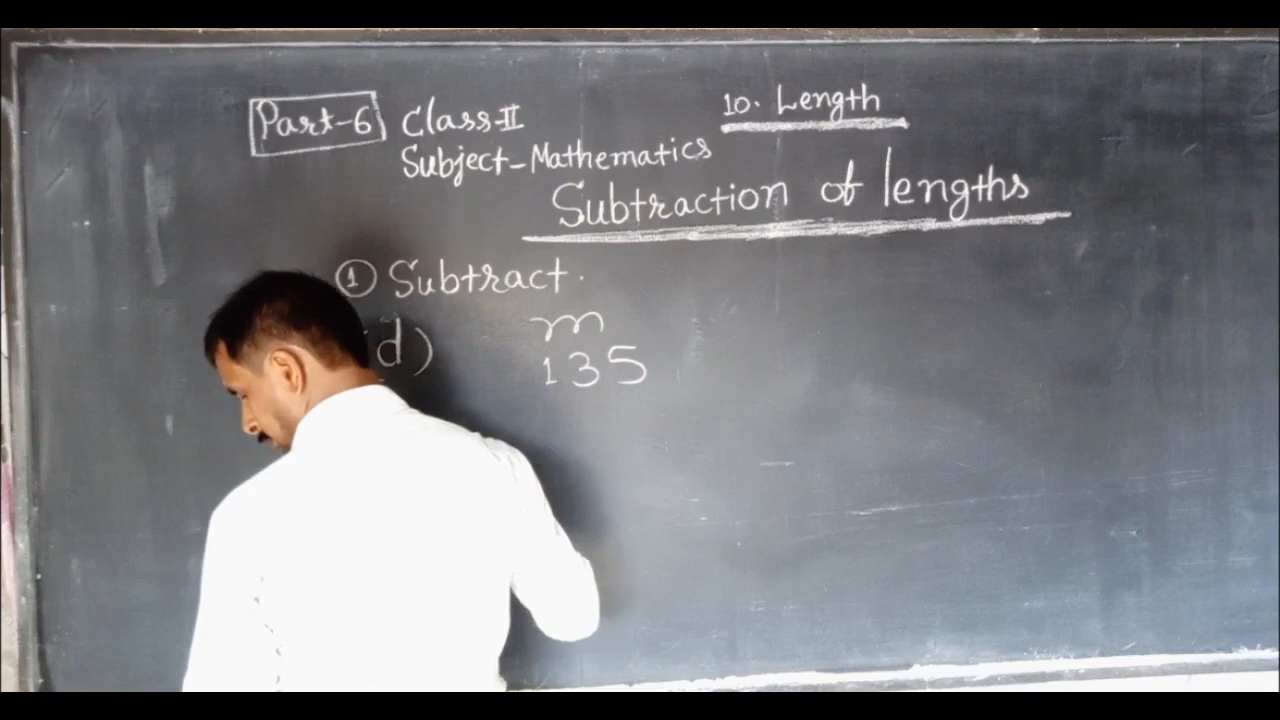 Part-6 Class-II
10. Length
Subject-Mathematics
Subtraction of lengths
① Subtract.
d) m
135